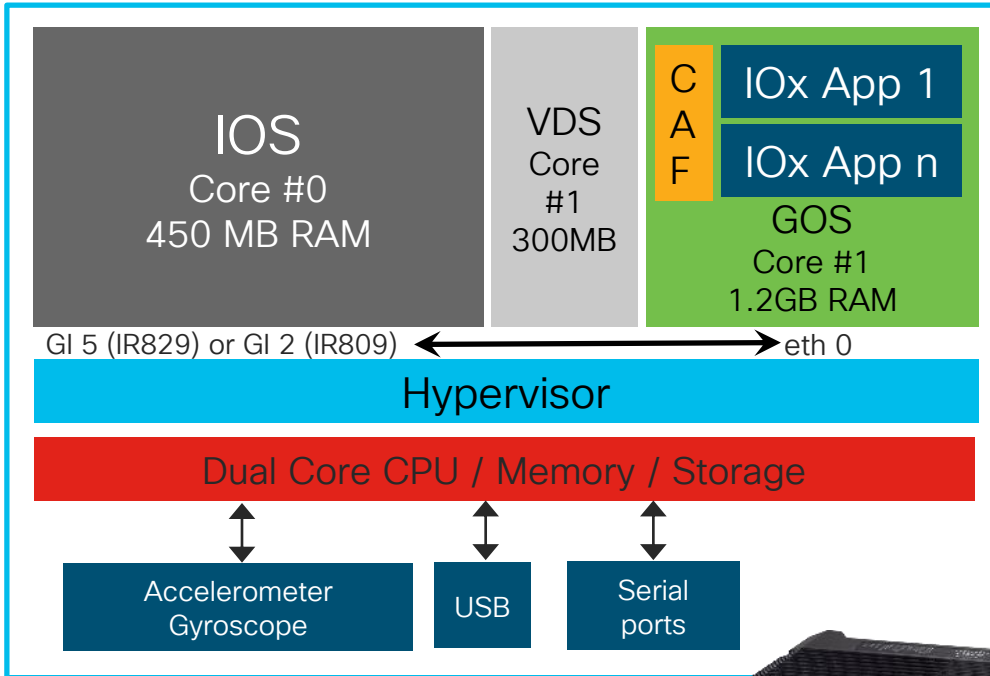 IOS
Core #0
450 MB RAM
VDS
Core
#1
300MB
C
A
F
IOx App 1
IOx App n
GOS
Core #1
1.2GB RAM
GI 5 (IR829) or GI 2 (IR809)
eth 0
Hypervisor
Dual Core CPU / Memory / Storage
Accelerometer
Gyroscope
USB
Serial
ports